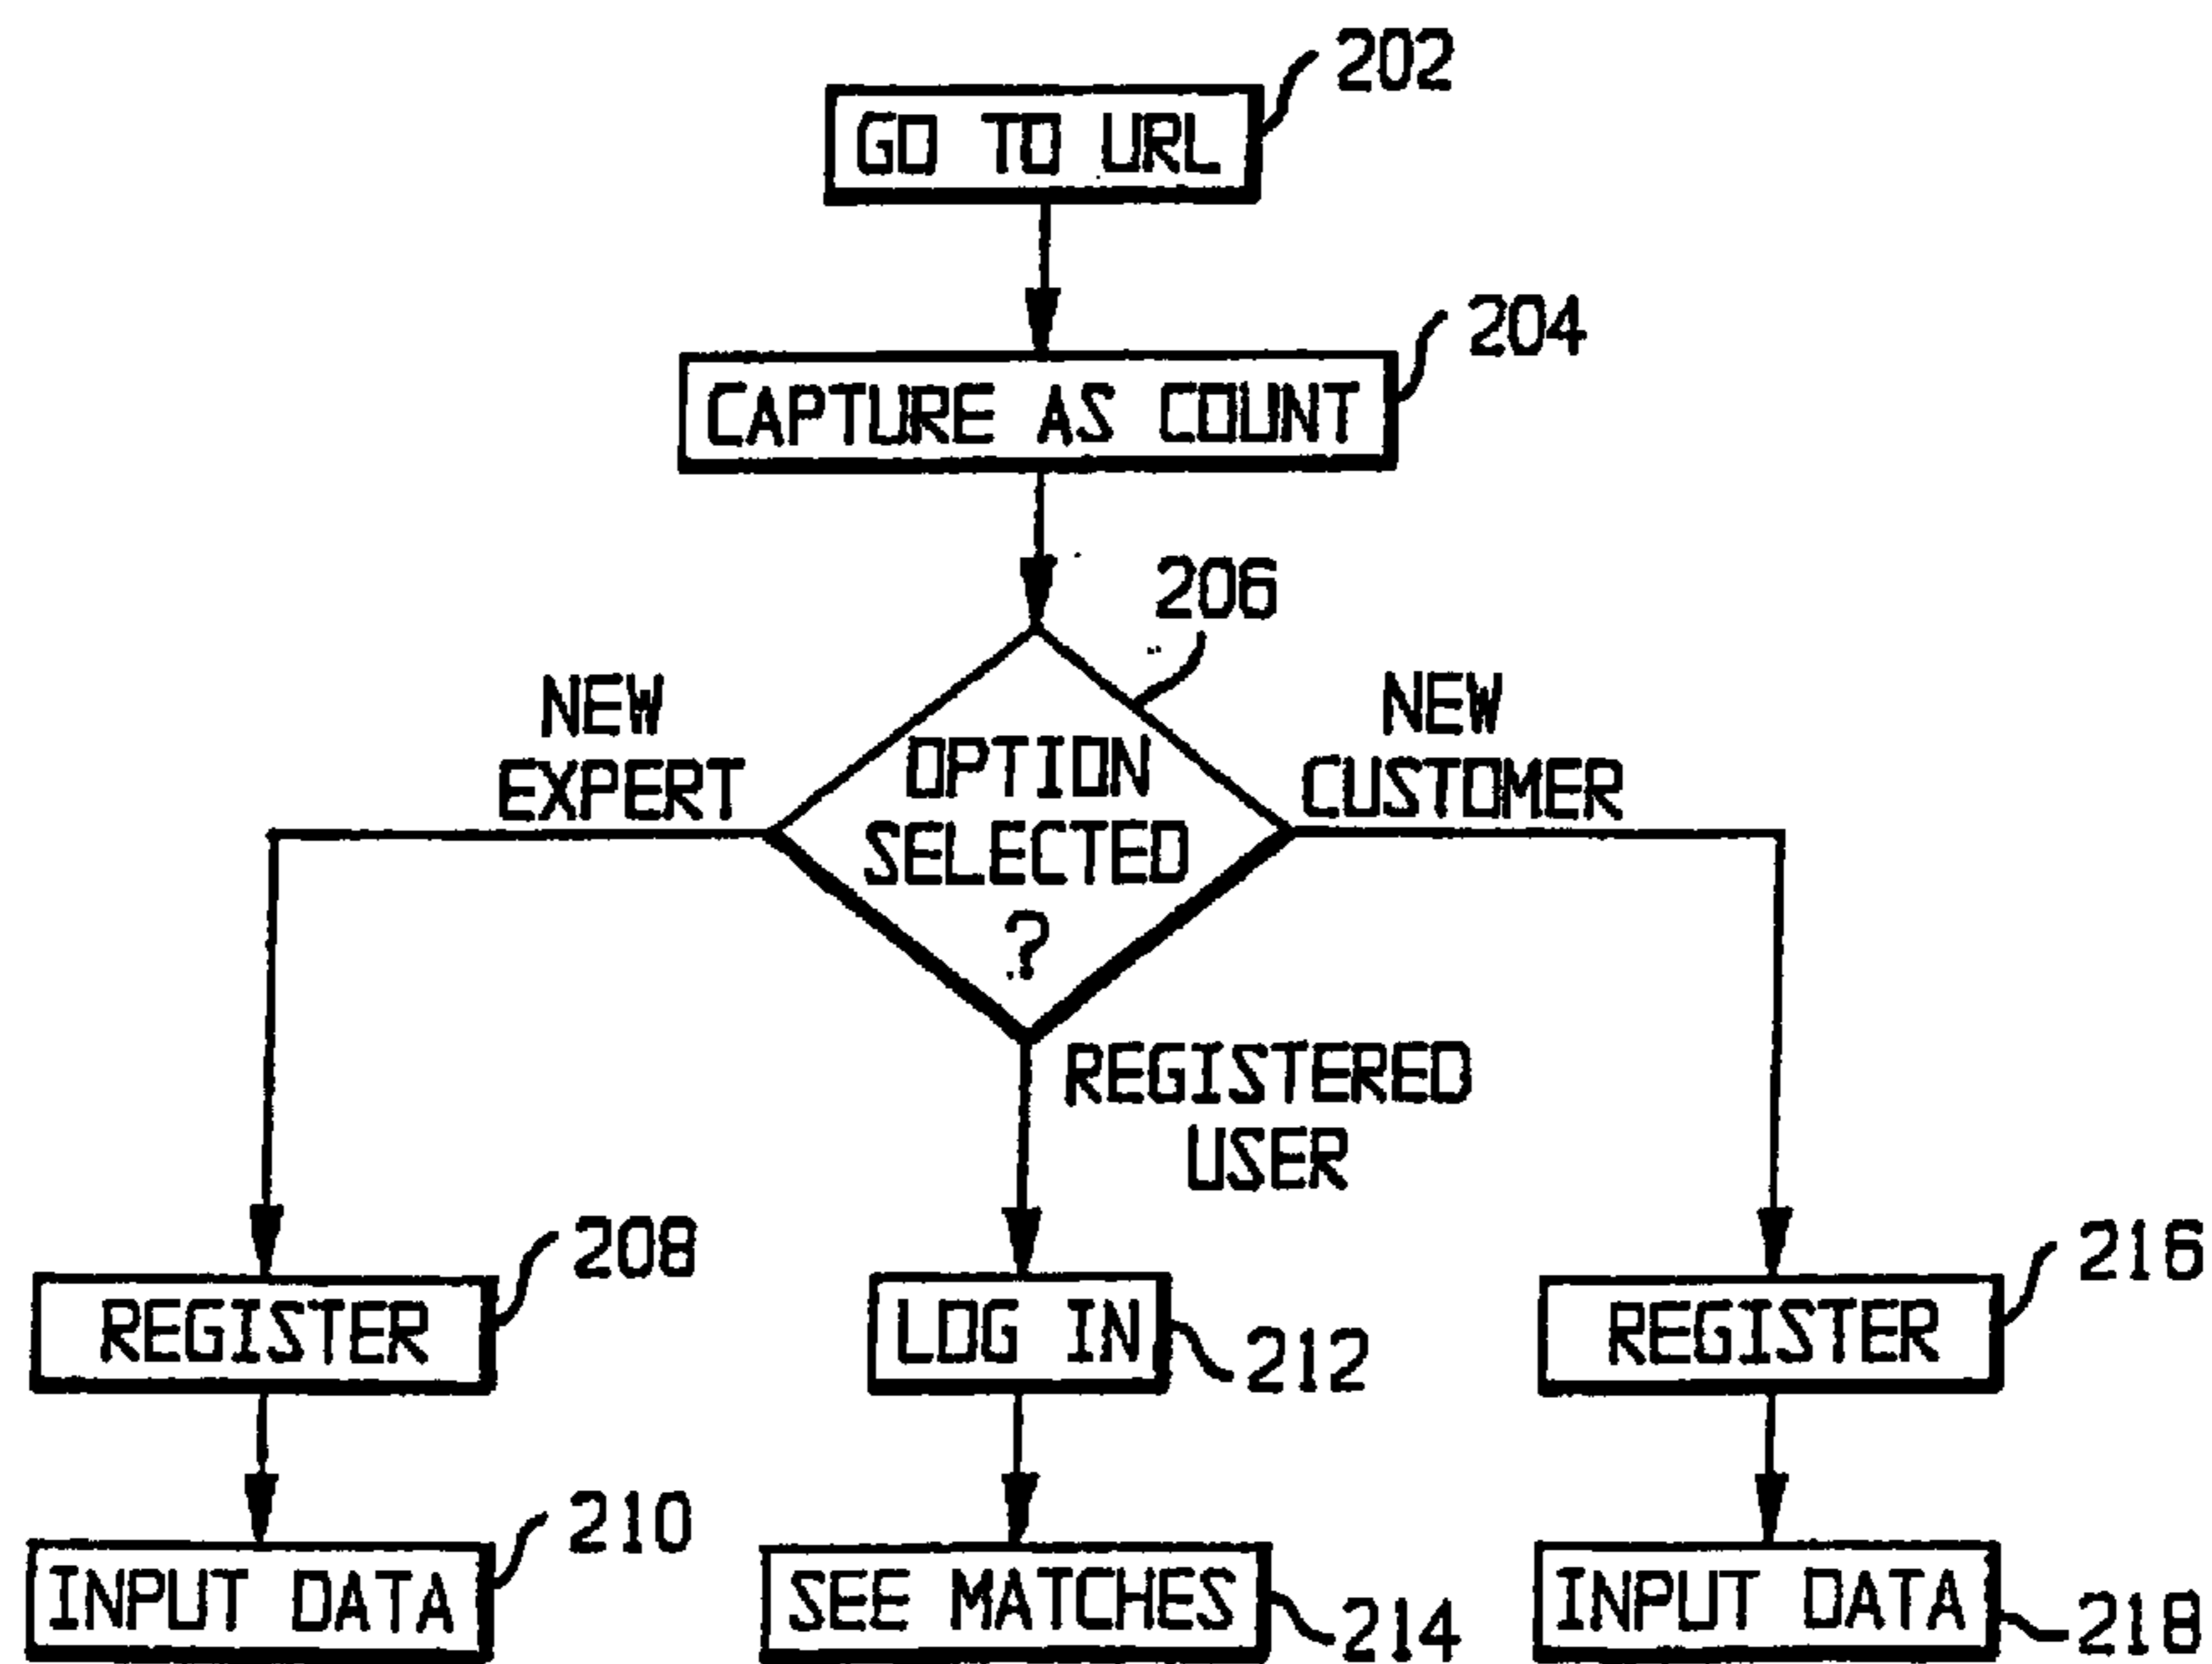 202
GO TO URL
204
CAPTURE AS COUNT
206
NEW
EXPERT
OPTION
SELECTED
?
NEW
CUSTOMER
REGISTERED
USER
208
REGISTER
LOG IN
212
216
REGISTER
210
INPUT DATA
SEE MATCHES
214
INPUT DATA
218